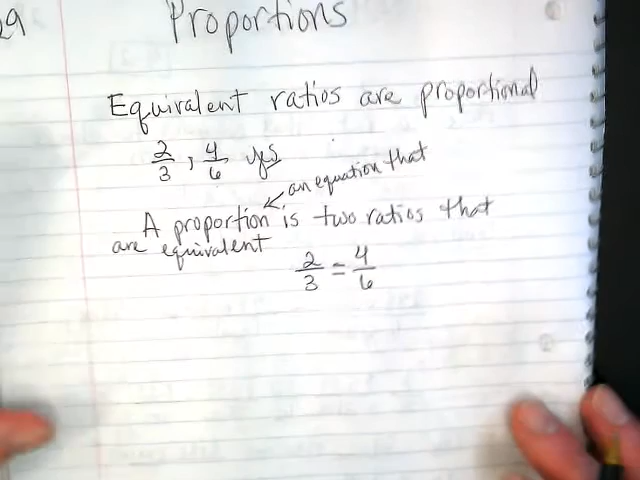 29
Proportions
Equivalent ratios are proportional
2/3, 4/6 yes
an equation that
A proportion is two ratios that
are equivalent
2/3 = 4/6